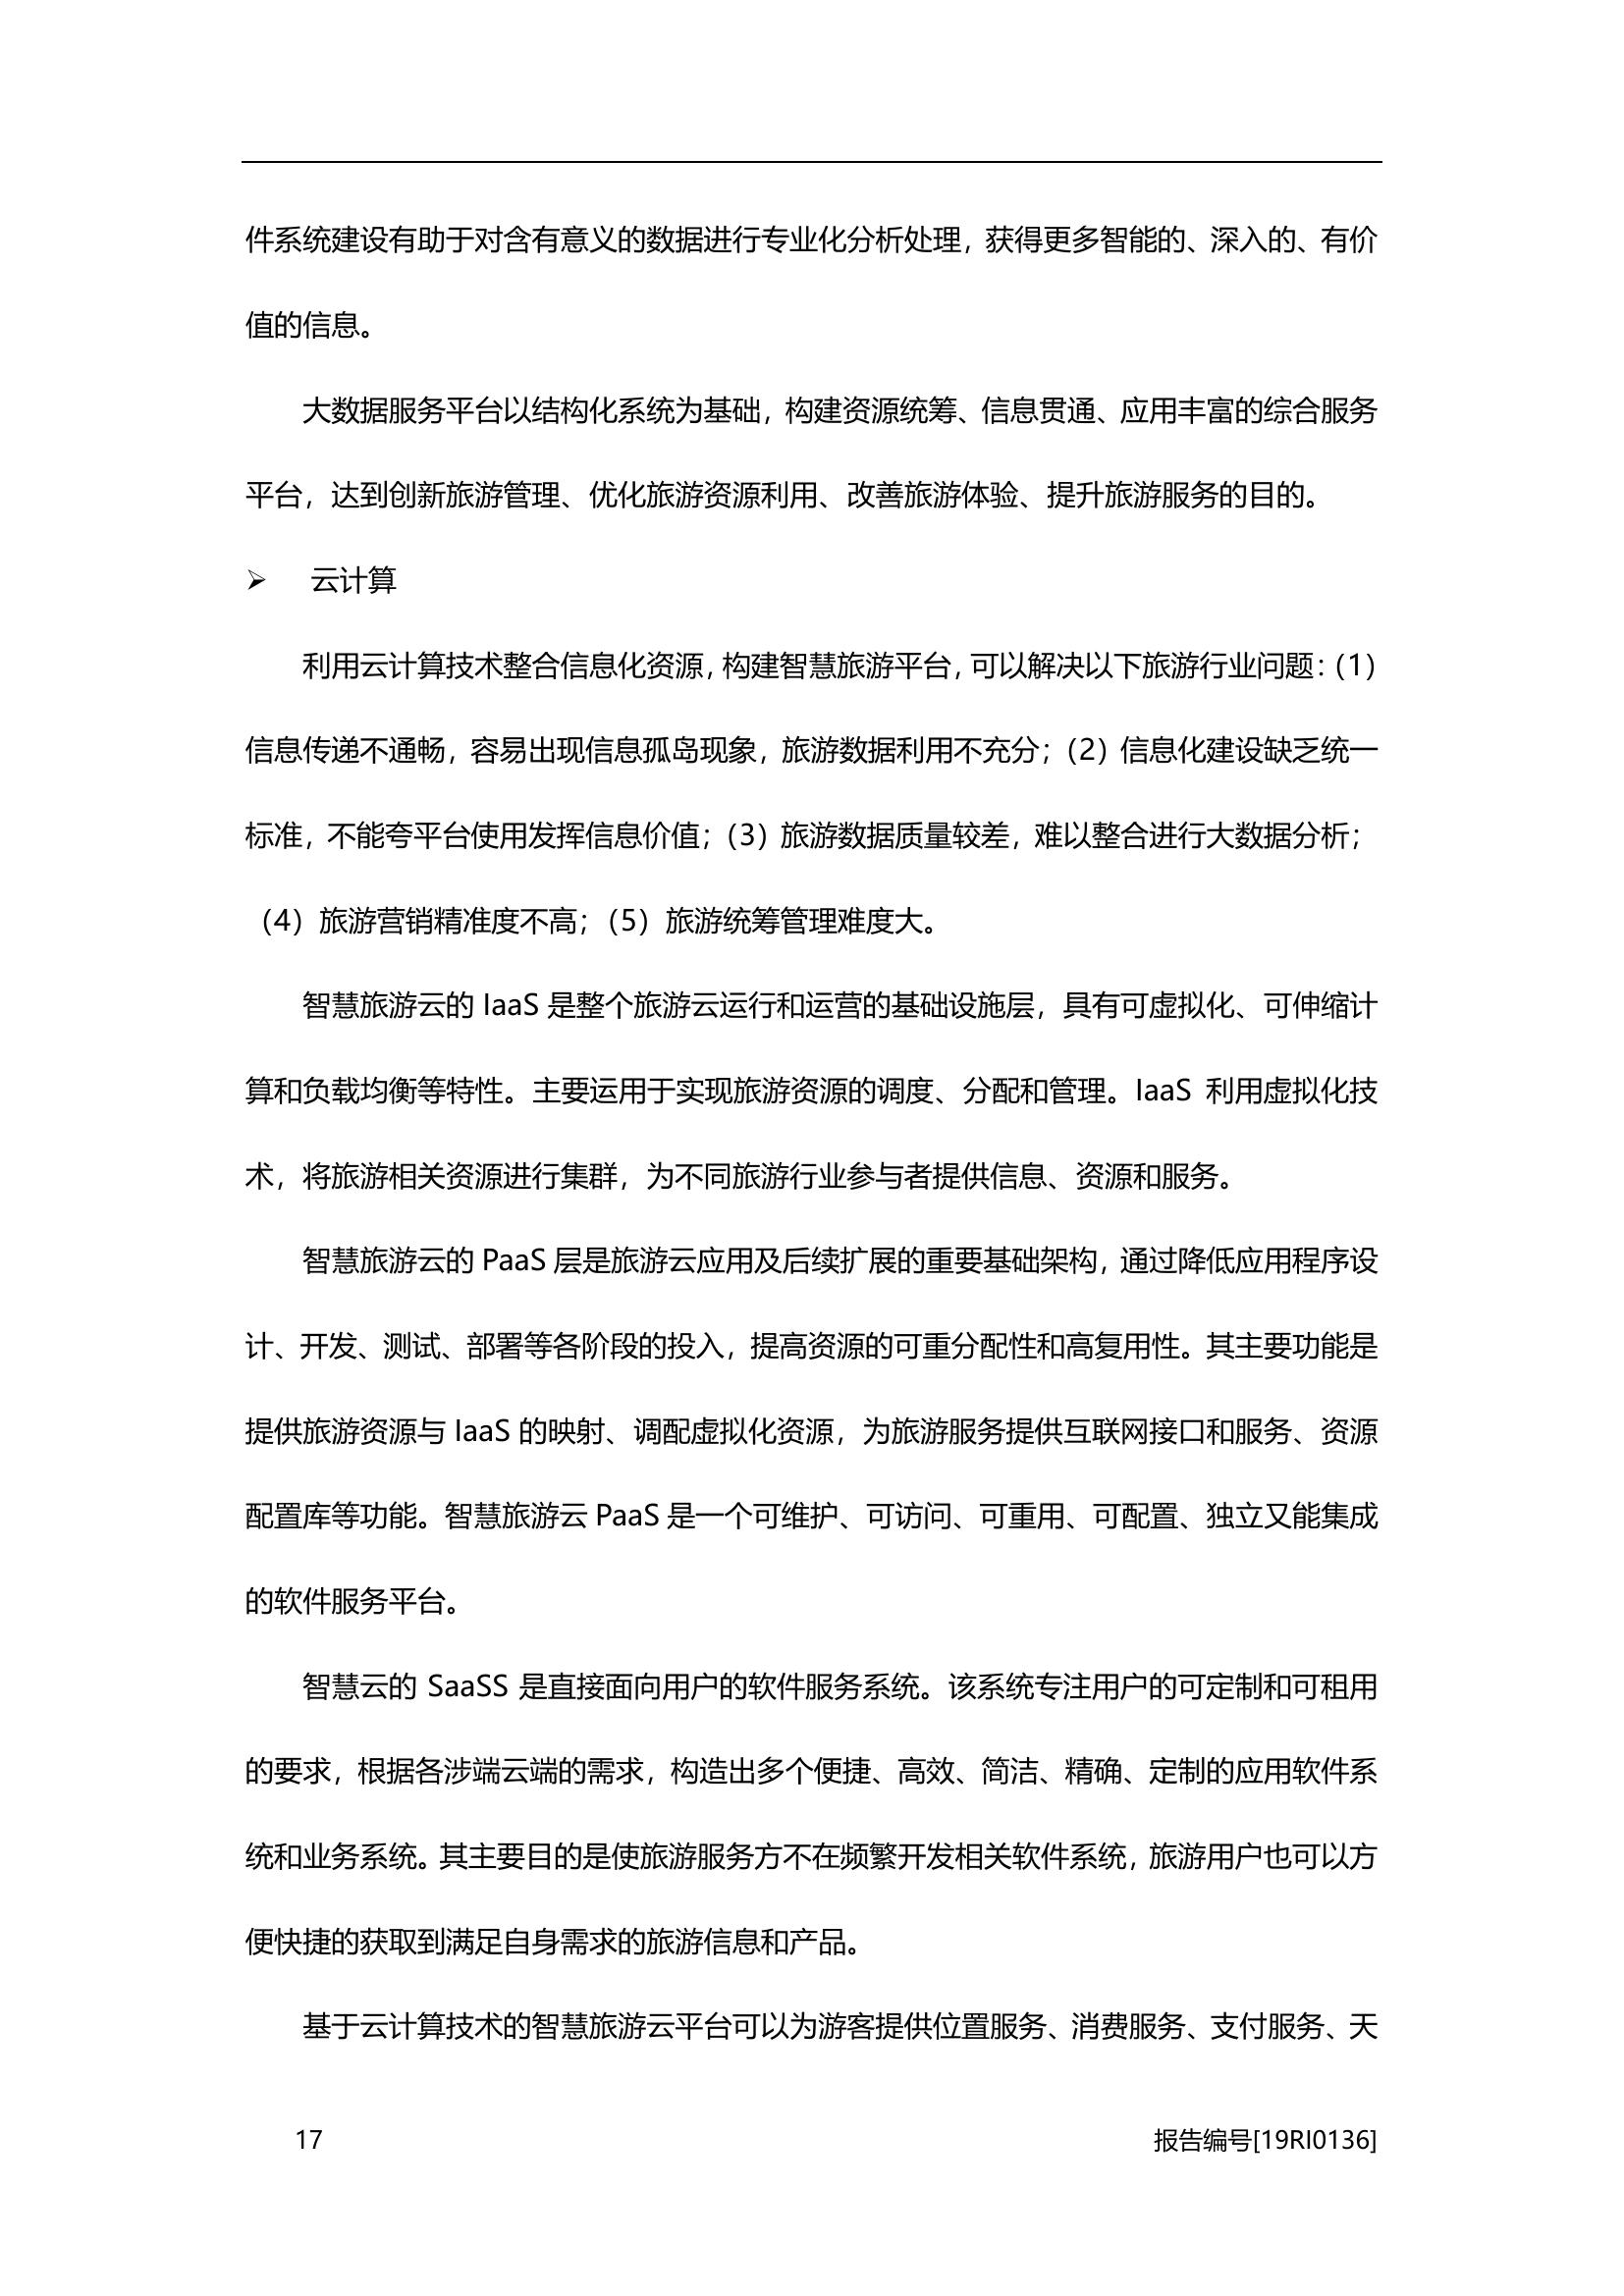 件系统建设有助于对含有意义的数据进行专业化分析处理，获得更多智能的、深入的、有价
值的信息。
大数据服务平台以结构化系统为基础，构建资源统筹、信息贯通、应用丰富的综合服务
平台，达到创新旅游管理、优化旅游资源利用、改善旅游体验、提升旅游服务的目的。
➢ 云计算
利用云计算技术整合信息化资源，构建智慧旅游平台，可以解决以下旅游行业问题：（1）
信息传递不通畅，容易出现信息孤岛现象，旅游数据利用不充分；（2）信息化建设缺乏统一
标准，不能夸平台使用发挥信息价值；（3）旅游数据质量较差，难以整合进行大数据分析；
（4）旅游营销精准度不高；（5）旅游统筹管理难度大。
智慧旅游云的 IaaS 是整个旅游云运行和运营的基础设施层，具有可虚拟化、可伸缩计
算和负载均衡等特性。主要运用于实现旅游资源的调度、分配和管理。IaaS 利用虚拟化技
术，将旅游相关资源进行集群，为不同旅游行业参与者提供信息、资源和服务。
智慧旅游云的 PaaS 层是旅游云应用及后续扩展的重要基础架构，通过降低应用程序设
计、开发、测试、部署等各阶段的投入，提高资源的可重分配性和高复用性。其主要功能是
提供旅游资源与 IaaS 的映射、调配虚拟化资源，为旅游服务提供互联网接口和服务、资源
配置库等功能。智慧旅游云 PaaS 是一个可维护、可访问、可重用、可配置、独立又能集成
的软件服务平台。
智慧云的 SaaSS 是直接面向用户的软件服务系统。该系统专注用户的可定制和可租用
的要求，根据各涉端云端的需求，构造出多个便捷、高效、简洁、精确、定制的应用软件系
统和业务系统。其主要目的是使旅游服务方不在频繁开发相关软件系统，旅游用户也可以方
便快捷的获取到满足自身需求的旅游信息和产品。
基于云计算技术的智慧旅游云平台可以为游客提供位置服务、消费服务、支付服务、天
17 报告编号[19RI0136]